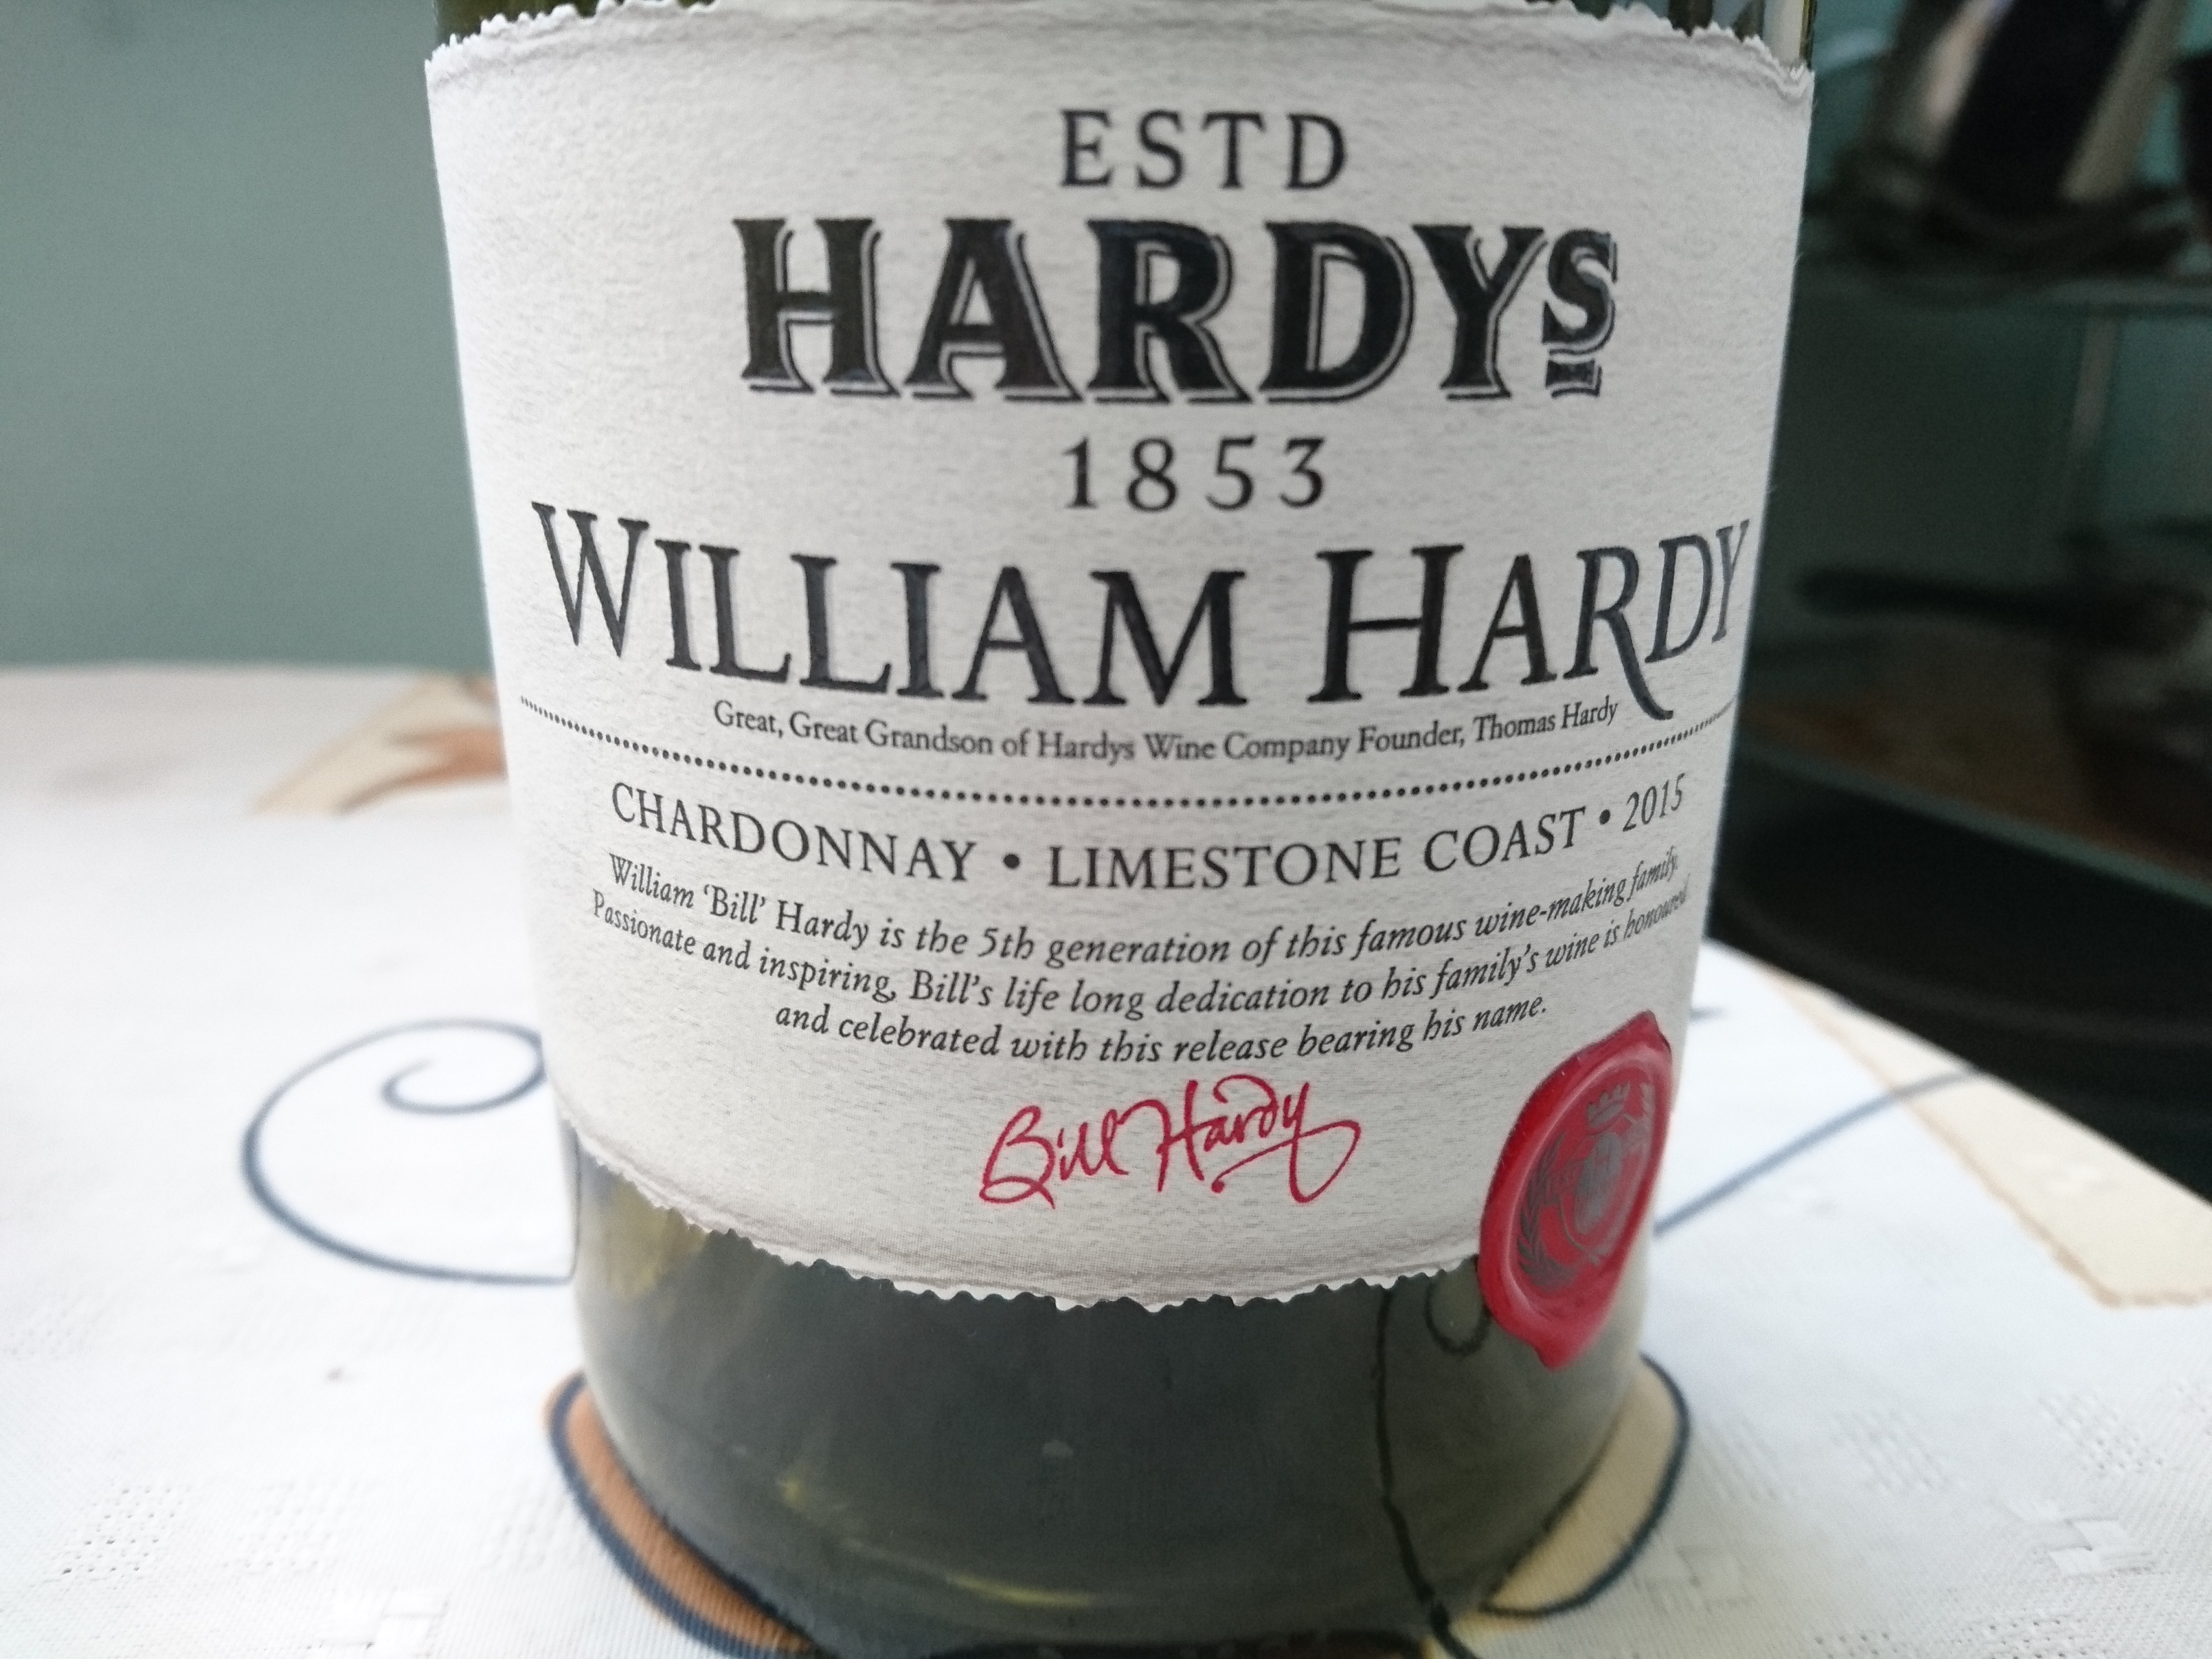 ESTD
HARDYS
1853
WILLIAM HARDY
Great, Great Grandson of Hardys Wine Company Founder, Thomas Hardy
CHARDONNAY • LIMESTONE COAST • 2015
William ‘Bill’ Hardy is the 5th generation of this famous wine-making family.
Passionate and inspiring, Bill’s life long dedication to his family’s wine is honoured
and celebrated with this release bearing his name.
Bill Hardy